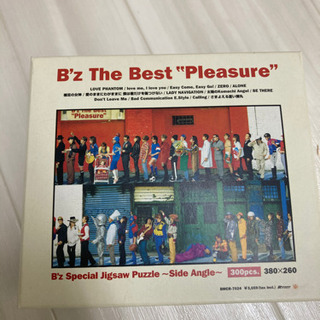 B'z The Best "Pleasure"
LOVE PHANTOM / love me, I love you / Easy Come, Easy Go! / ZERO / ALONE
裸足の女神 / 愛のままにわがままに 僕は君だけを傷つけない / LADY NAVIGATION / 太陽のKomachi Angel / BE THERE
Don't Leave Me / Bad Communication E.Style / Calling / さまよえる蒼い弾丸
B'z Special Jigsaw Puzzle ～Side Angle～ 300pcs. 380×260